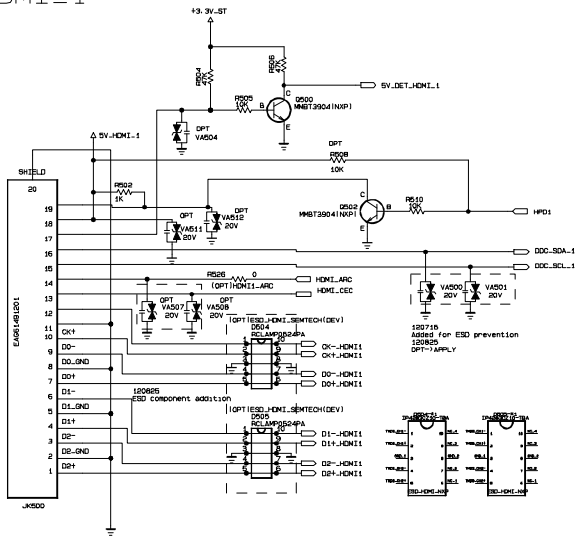 +3.3V_ST
R504
47K
R506
47K
5V_DET_HDMI_1
R505
10K
B
C
E
Q500
MMBT3904(NXP)
OPT
VA504
5V_HDMI_1
OPT
R508
10K
SHIELD
20
R502
1K
C
Q502
MMBT3904(NXP)
B
E
R510
10K
HPD1
19
18
17
16
15
14
13
12
11
10
9
8
7
6
5
4
3
2
1
OPT
VA511
20V
OPT
VA512
20V
DDC_SDA_1
DDC_SCL_1
R526
0
(OPT)HDMI1-ARC
HDMI_ARC
HDMI_CEC
OPT
VA507
20V
OPT
VA508
20V
VA500
20V
VA501
20V
120716
Added for ESD prevention
120825
OPT->APPLY
EAG61491201
CK+
D0-
D0_GND
D0+
D1-
D1_GND
D1+
D2-
D2_GND
D2+
JK500
120825
ESD component addition
(OPT)ESD_HDMI_SEMTECH(DEV)
D504
RCLAMP0524PA
CK-_HDMI1
CK+_HDMI1
D0-_HDMI1
D0+_HDMI1
(OPT)ESD_HDMI_SEMTECH(DEV)
D505
RCLAMP0524PA
D1-_HDMI1
D1+_HDMI1
D2-_HDMI1
D2+_HDMI1
ESD_HDMI_NXP
ESD_HDMI_NXP